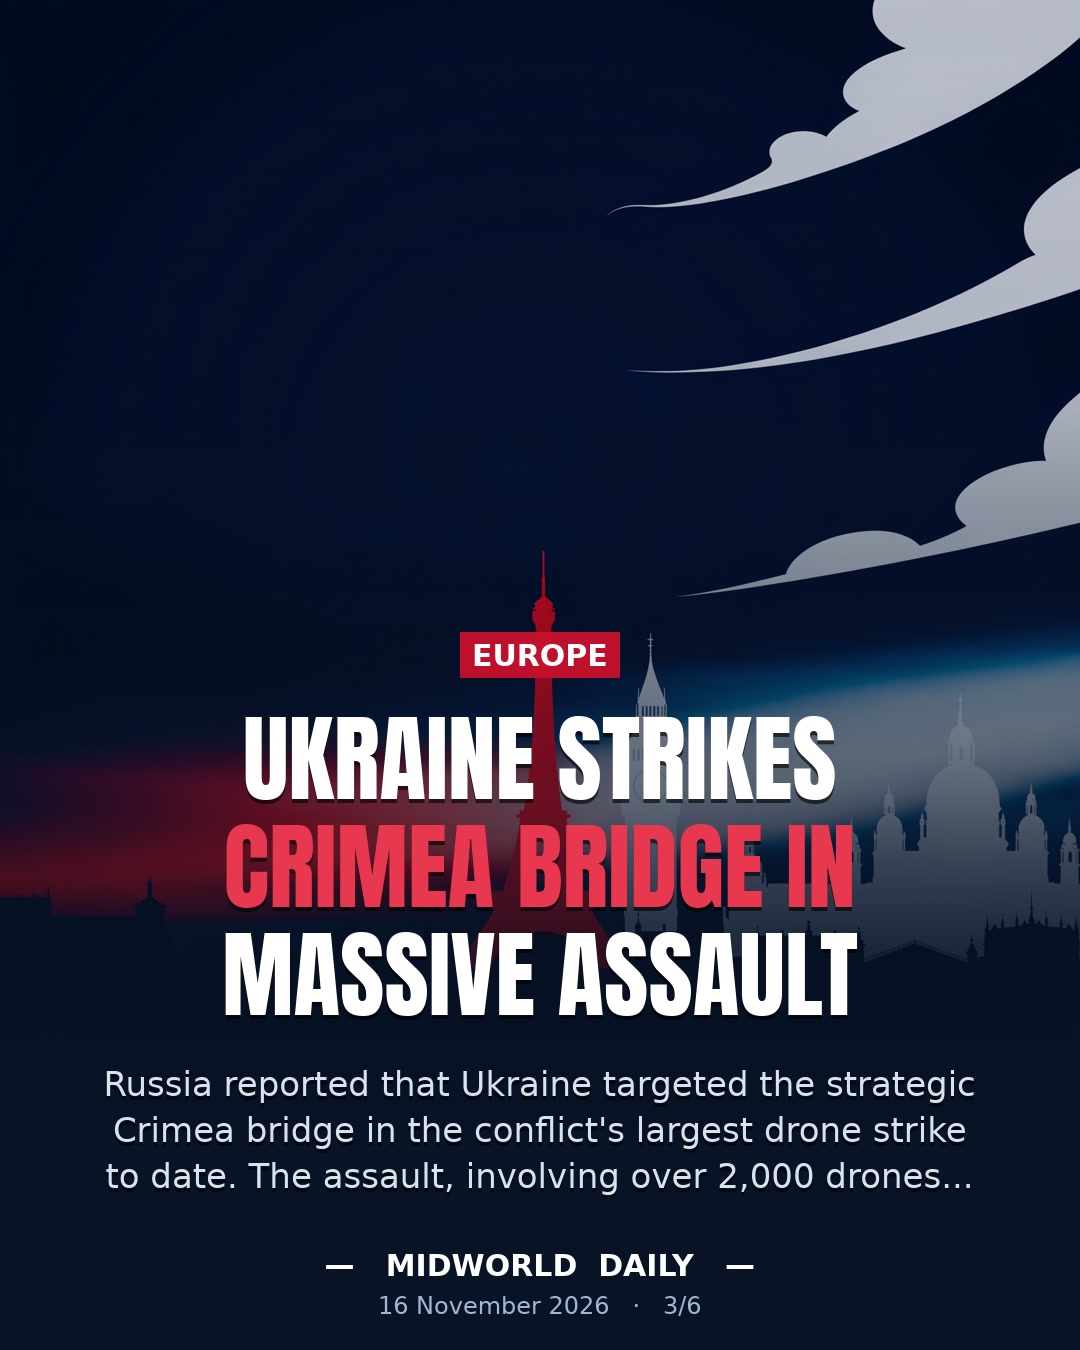 EUROPE
UKRAINE STRIKES
CRIMEA BRIDGE IN
MASSIVE ASSAULT
Russia reported that Ukraine targeted the strategic
Crimea bridge in the conflict's largest drone strike
to date. The assault, involving over 2,000 drones...
— MIDWORLD DAILY —
16 November 2026 · 3/6